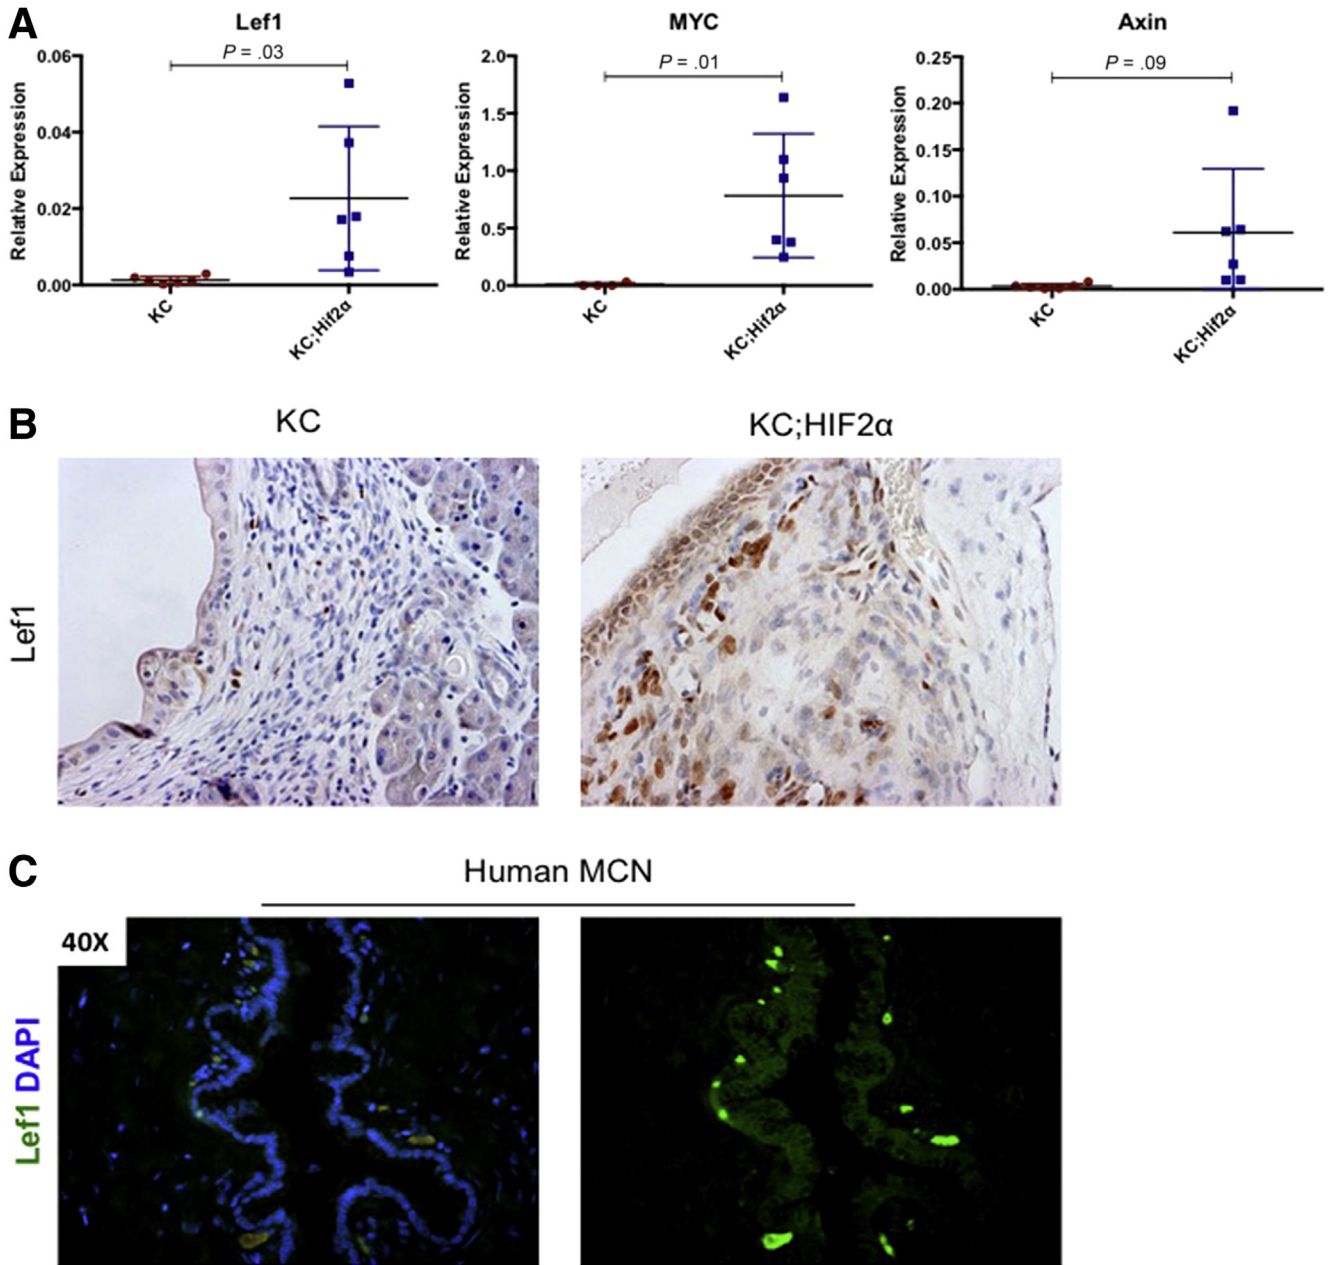 A
Lef1
MYC
Axin
P = .03
P = .01
P = .09
Relative Expression
0.06
0.04
0.02
0.00
KC
KC;Hif2α
Relative Expression
2.0
1.5
1.0
0.5
0.0
KC
KC;Hif2α
Relative Expression
0.25
0.20
0.15
0.10
0.05
0.00
KC
KC;Hif2α
B
KC
KC;HIF2α
Lef1
C
Human MCN
40X
Lef1 DAPI